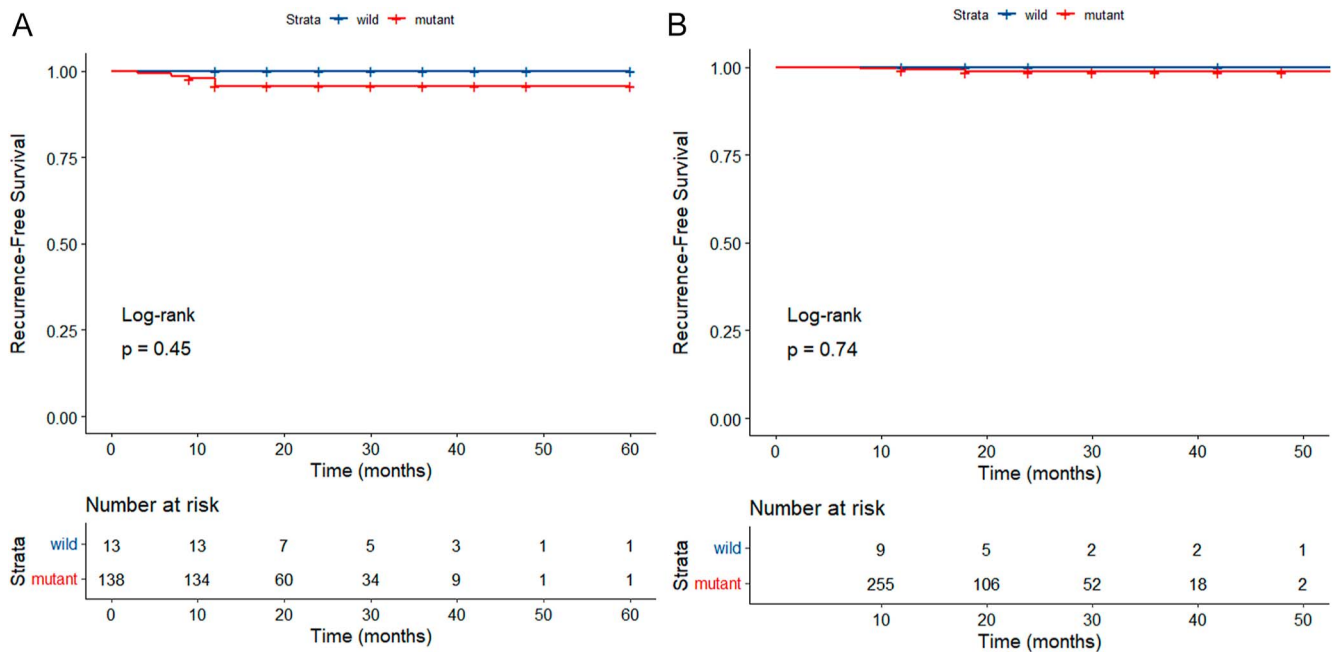 A
Strata wild mutant
Recurrence-Free Survival
1.00
0.75
0.50
0.25
0.00
Log-rank
p = 0.45
0 10 20 30 40 50 60
Time (months)
Number at risk
Strata
wild 13 13 7 5 3 1 1
mutant 138 134 60 34 9 1 1
0 10 20 30 40 50 60
Time (months)
B
Strata wild mutant
Recurrence-Free Survival
1.00
0.75
0.50
0.25
0.00
Log-rank
p = 0.74
0 10 20 30 40 50
Time (months)
Number at risk
Strata
wild 9 5 2 2 1
mutant 255 106 52 18 2
10 20 30 40 50
Time (months)